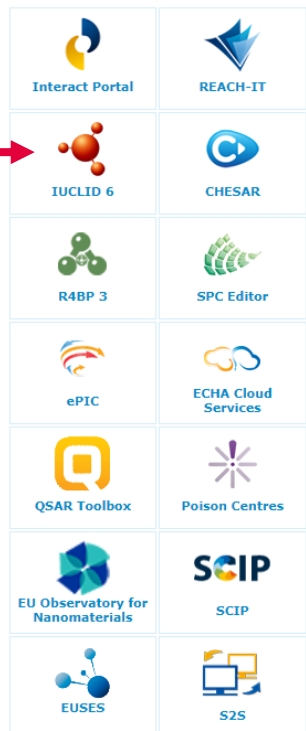 Interact Portal
REACH-IT
IUCLID 6
CHESAR
R4BP 3
SPC Editor
ePIC
ECHA Cloud
Services
QSAR Toolbox
Poison Centres
EU Observatory for
Nanomaterials
SCIP
SCIP
EUSES
S2S